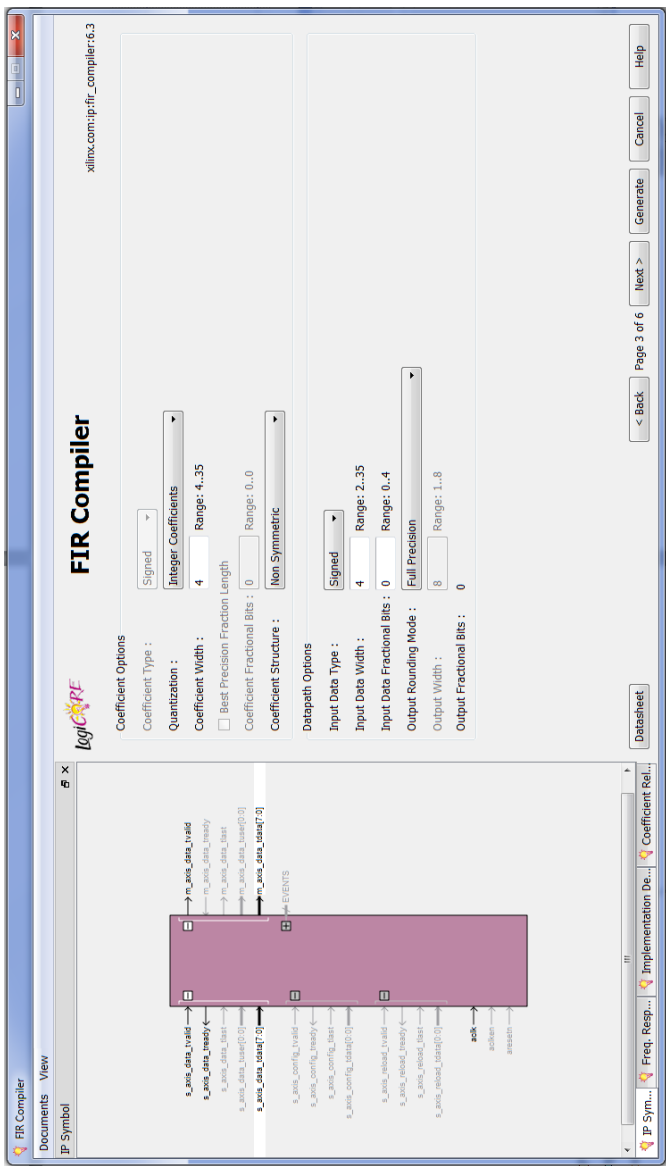 FIR Compiler
Documents View
IP Symbol
s_axis_data_tvalid
s_axis_data_tready
s_axis_data_tlast
s_axis_data_tuser[0:0]
s_axis_data_tdata[7:0]
s_axis_config_tvalid
s_axis_config_tready
s_axis_config_tlast
s_axis_config_tdata[0:0]
s_axis_reload_tvalid
s_axis_reload_tready
s_axis_reload_tlast
s_axis_reload_tdata[0:0]
aclk
aclken
aresetn
m_axis_data_tvalid
m_axis_data_tready
m_axis_data_tlast
m_axis_data_tuser[0:0]
m_axis_data_tdata[7:0]
EVENTS
IP Sym...
Freq. Resp...
Implementation De...
Coefficient Rel...
LogiCORE
FIR Compiler
xilinx.com:ip:fir_compiler:6.3
Coefficient Options
Coefficient Type : Signed
Quantization : Integer Coefficients
Coefficient Width : 4 Range: 4..35
Best Precision Fraction Length
Coefficient Fractional Bits : 0 Range: 0..0
Coefficient Structure : Non Symmetric
Datapath Options
Input Data Type : Signed
Input Data Width : 4 Range: 2..35
Input Data Fractional Bits : 0 Range: 0..4
Output Rounding Mode : Full Precision
Output Width : 8 Range: 1..8
Output Fractional Bits : 0
Datasheet
< Back Page 3 of 6 Next > Generate Cancel Help